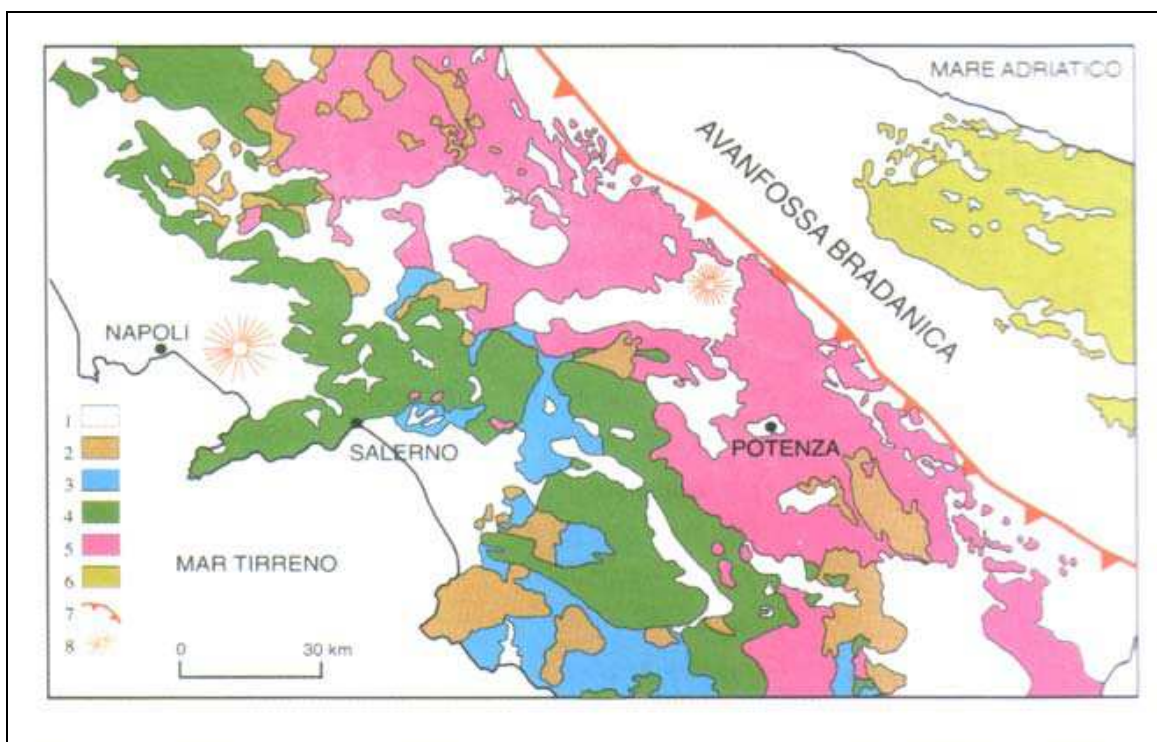 MARE ADRIATICO
AVANFOSSA BRADANICA
NAPOLI
SALERNO
POTENZA
MAR TIRRENO
1
2
3
4
5
6
7
8
0 30 km